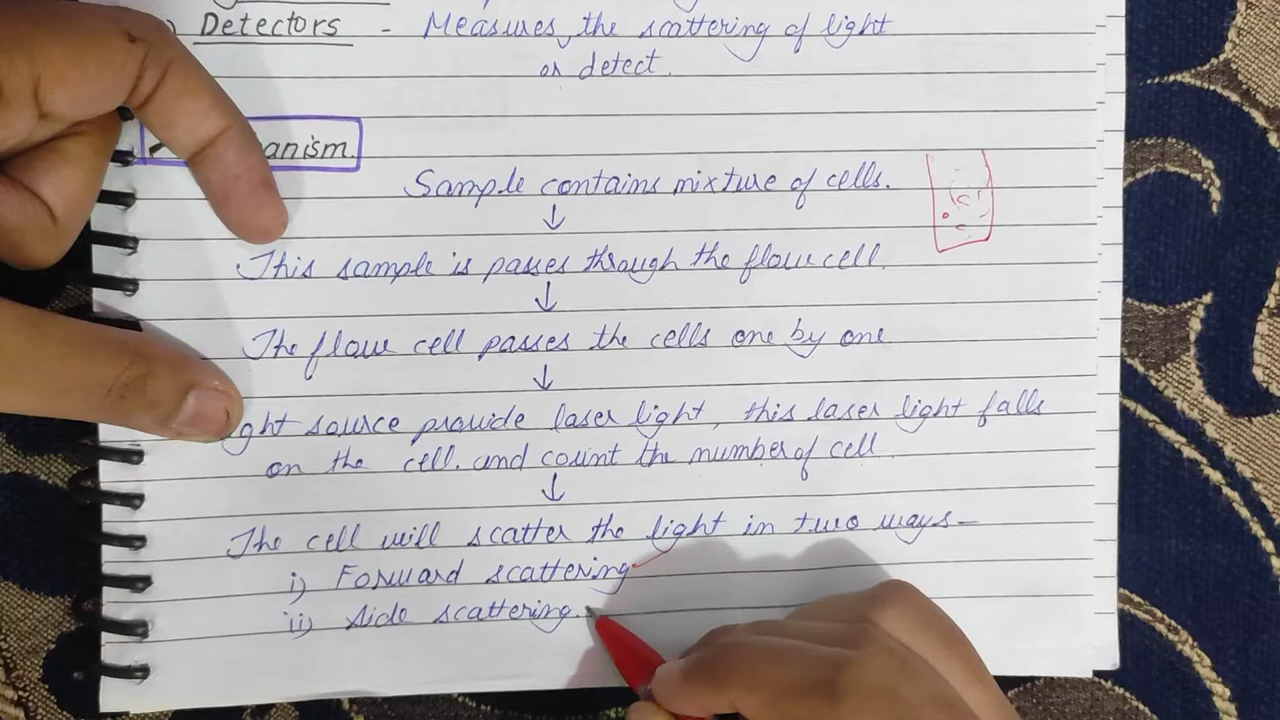 Detectors - Measures, the scattering of light
or detect.
anism.
Sample contains mixture of cells.
↓
This sample is passes through the flow cell.
↓
The flow cell passes the cells one by one
↓
ght source provide laser light, this laser light falls
on the cell. and count the number of cell.
↓
The cell will scatter the light in two ways-
i) Forward scattering
ii) Side scattering.